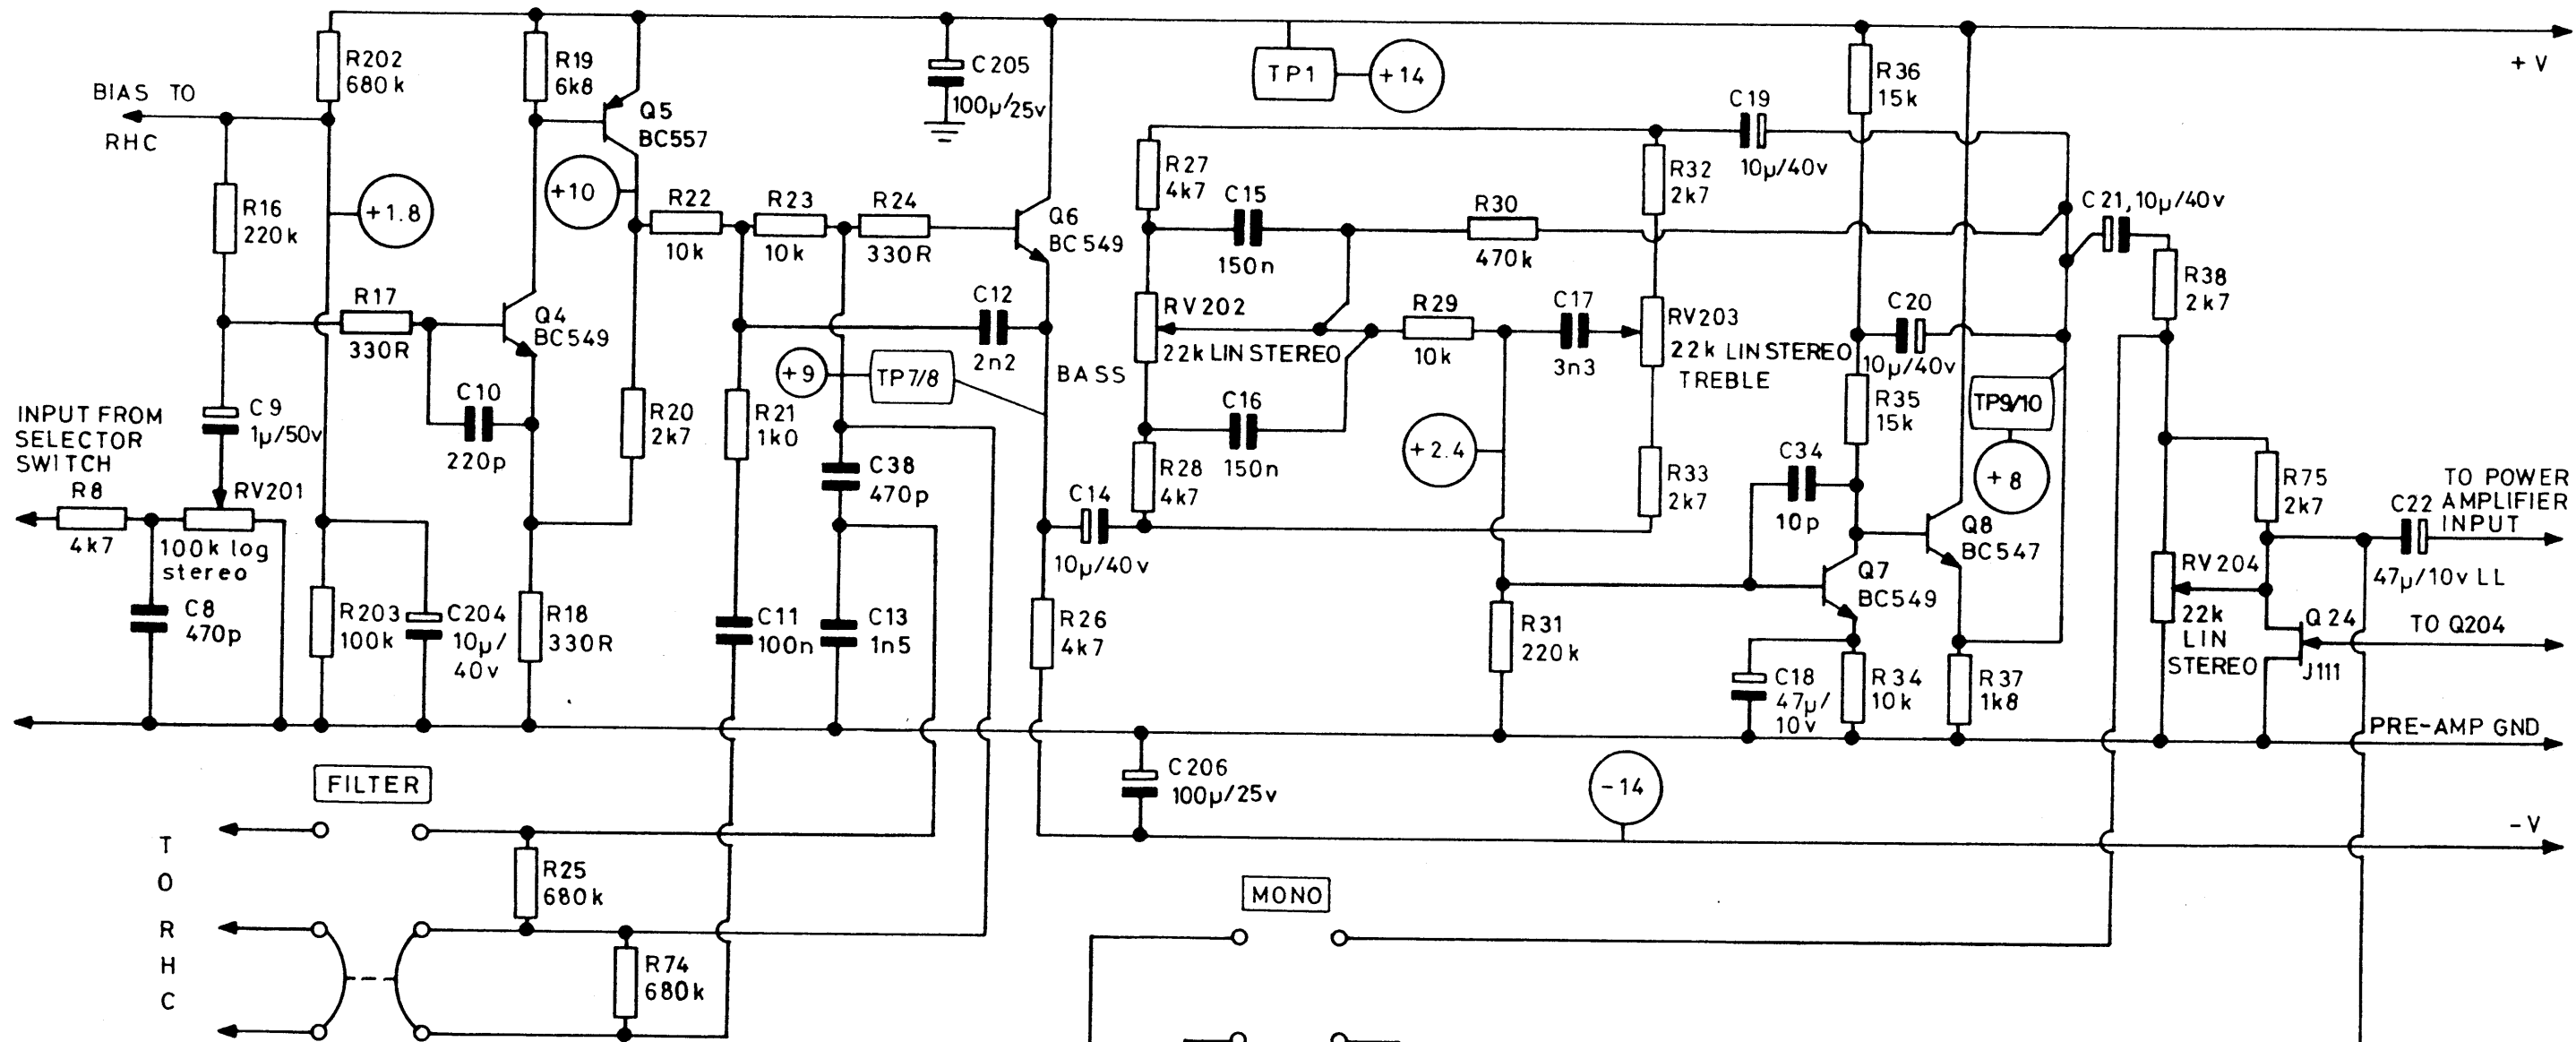 BIAS TO
RHC
R202
680k
R19
6k8
Q5
BC557
C205
100µ/25v
TP1
+14
R36
15k
+V
C19
10µ/40v
R16
220k
+1.8
+10
R22
10k
R23
10k
R24
330R
Q6
BC549
R27
4k7
C15
150n
R30
470k
R32
2k7
C21,10µ/40v
R38
2k7
R17
330R
Q4
BC549
C12
2n2
RV202
22k LIN STEREO
BASS
R29
10k
C17
3n3
RV203
22k LIN STEREO
TREBLE
C20
10µ/40v
INPUT FROM
SELECTOR
SWITCH
C9
1µ/50v
C10
220p
R20
2k7
R21
1k0
+9
TP7/8
C16
150n
+2.4
R35
15k
TP9/10
+8
R8
4k7
RV201
100k log
stereo
C38
470p
C14
10µ/40v
R28
4k7
R33
2k7
C34
10p
Q8
BC547
R75
2k7
C22
47µ/10v LL
TO POWER
AMPLIFIER
INPUT
C8
470p
R203
100k
C204
10µ/
40v
R18
330R
C11
100n
C13
1n5
R26
4k7
R31
220k
Q7
BC549
C18
47µ/
10v
R34
10k
R37
1k8
RV204
22k
LIN
STEREO
Q24
J111
TO Q204
PRE-AMP GND
FILTER
C206
100µ/25v
-14
-V
T
O
R
H
C
R25
680k
R74
680k
MONO